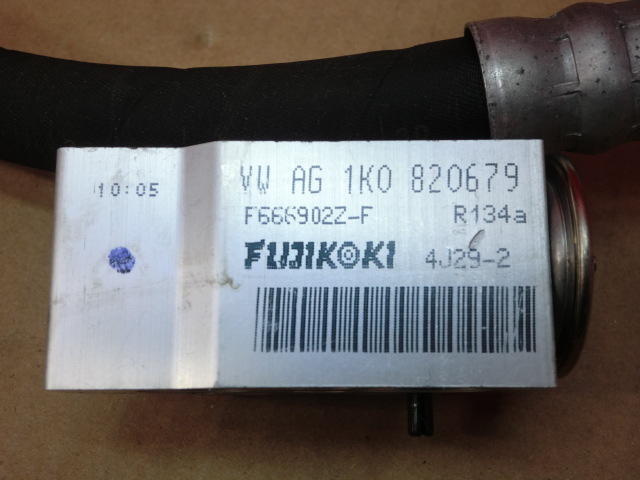 10:05
VW AG 1K0 820679
F666902Z-F R134a
FUJIKOKI 4J29-2